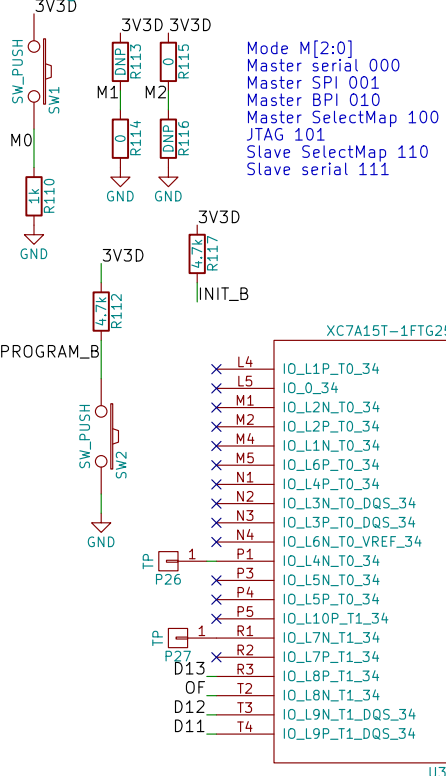 3V3D
SW_PUSH
SW1
M0
1k
R110
GND
3V3D
DNP
R113
M1
0
R114
GND
3V3D
0
R115
M2
DNP
R116
GND
Mode M[2:0]
Master serial 000
Master SPI 001
Master BPI 010
Master SelectMap 100
JTAG 101
Slave SelectMap 110
Slave serial 111
3V3D
4.7k
R117
INIT_B
3V3D
4.7k
R112
PROGRAM_B
SW_PUSH
SW2
GND
XC7A15T-1FTG25
L4 IO_L1P_T0_34
L5 IO_0_34
M1 IO_L2N_T0_34
M2 IO_L2P_T0_34
M4 IO_L1N_T0_34
M5 IO_L6P_T0_34
N1 IO_L4P_T0_34
N2 IO_L3N_T0_DQS_34
N3 IO_L3P_T0_DQS_34
N4 IO_L6N_T0_VREF_34
TP P26 1 P1 IO_L4N_T0_34
P3 IO_L5N_T0_34
P4 IO_L5P_T0_34
P5 IO_L10P_T1_34
TP P27 1 R1 IO_L7N_T1_34
R2 IO_L7P_T1_34
D13 R3 IO_L8P_T1_34
OF T2 IO_L8N_T1_34
D12 T3 IO_L9N_T1_DQS_34
D11 T4 IO_L9P_T1_DQS_34